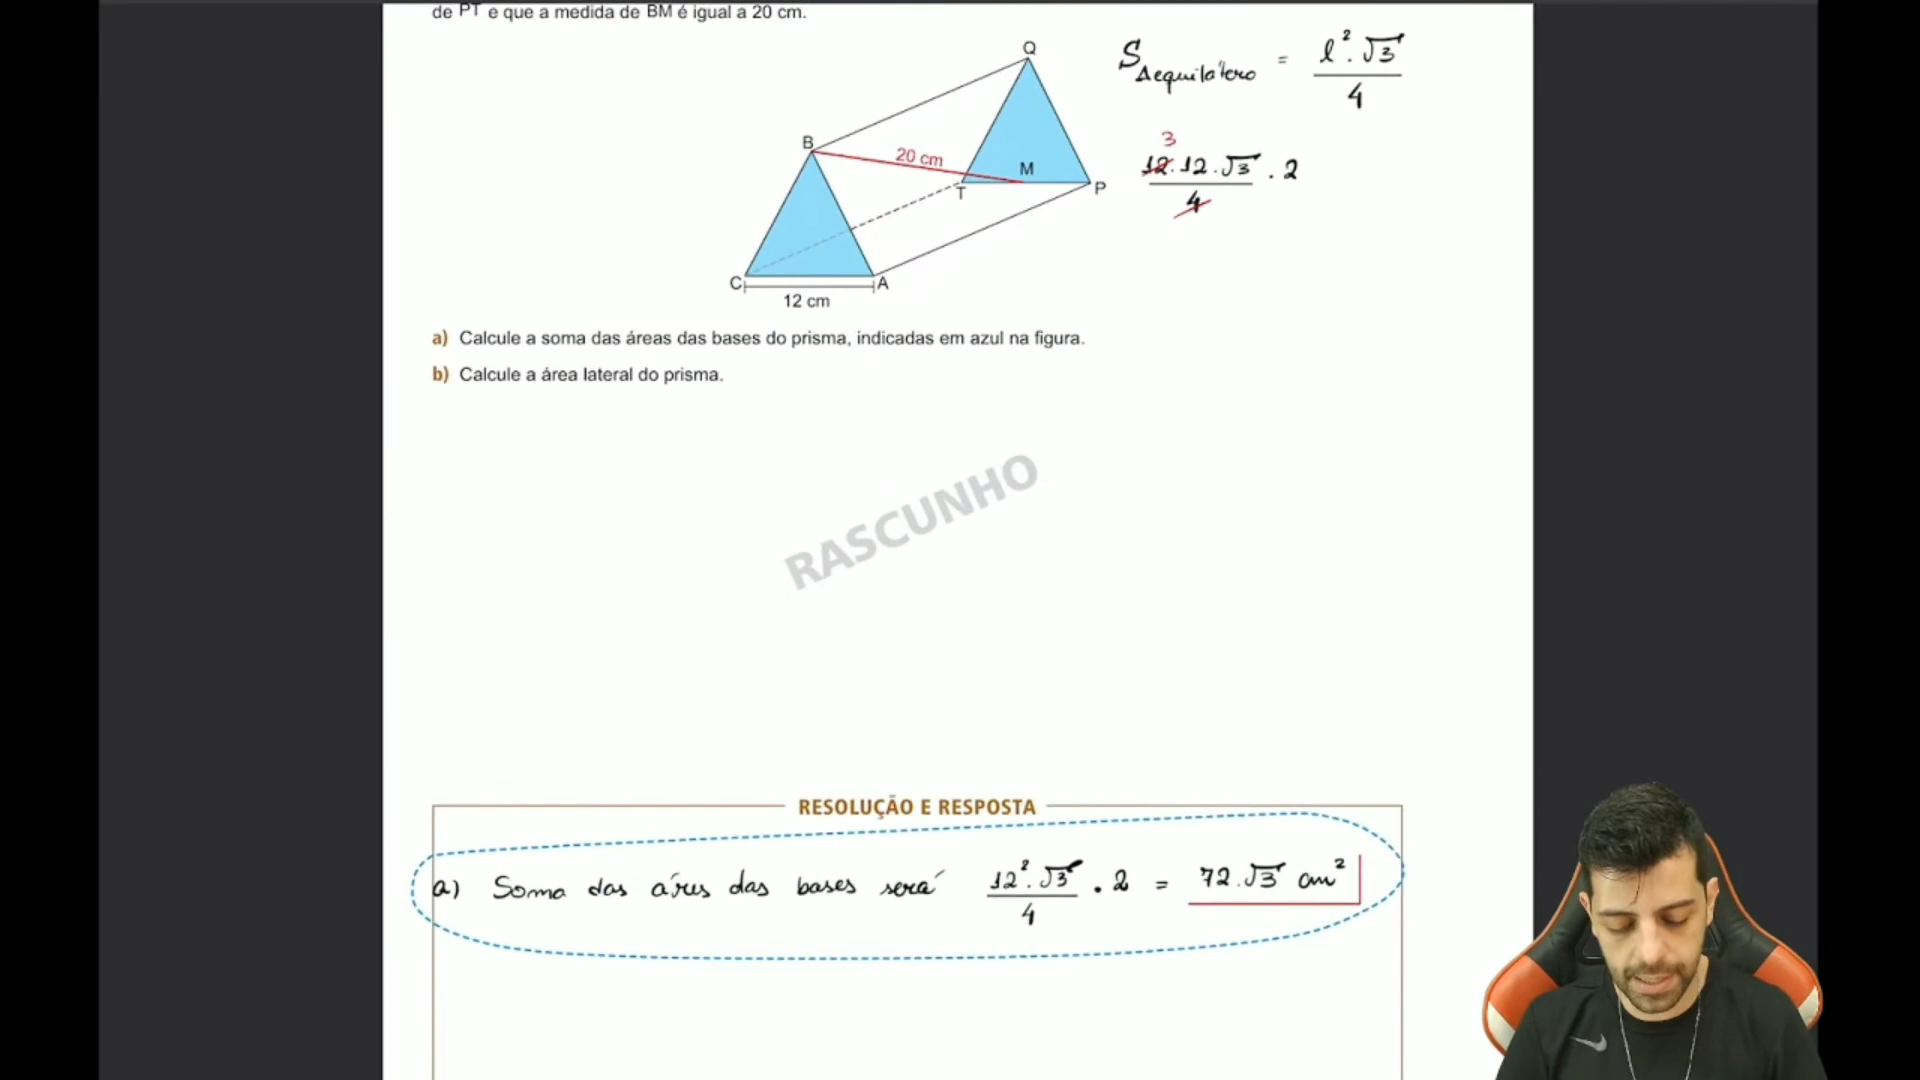 de PT e que a medida de BM é igual a 20 cm.
Q
B
20 cm
M
T
P
C
A
12 cm
S Δequilátero = l². √3 / 4
3
12.12.√3 / 4 . 2
a) Calcule a soma das áreas das bases do prisma, indicadas em azul na figura.
b) Calcule a área lateral do prisma.
RASCUNHO
RESOLUÇÃO E RESPOSTA
a) Soma das áres das bases será 12². √3 / 4 . 2 = 72.√3 cm²